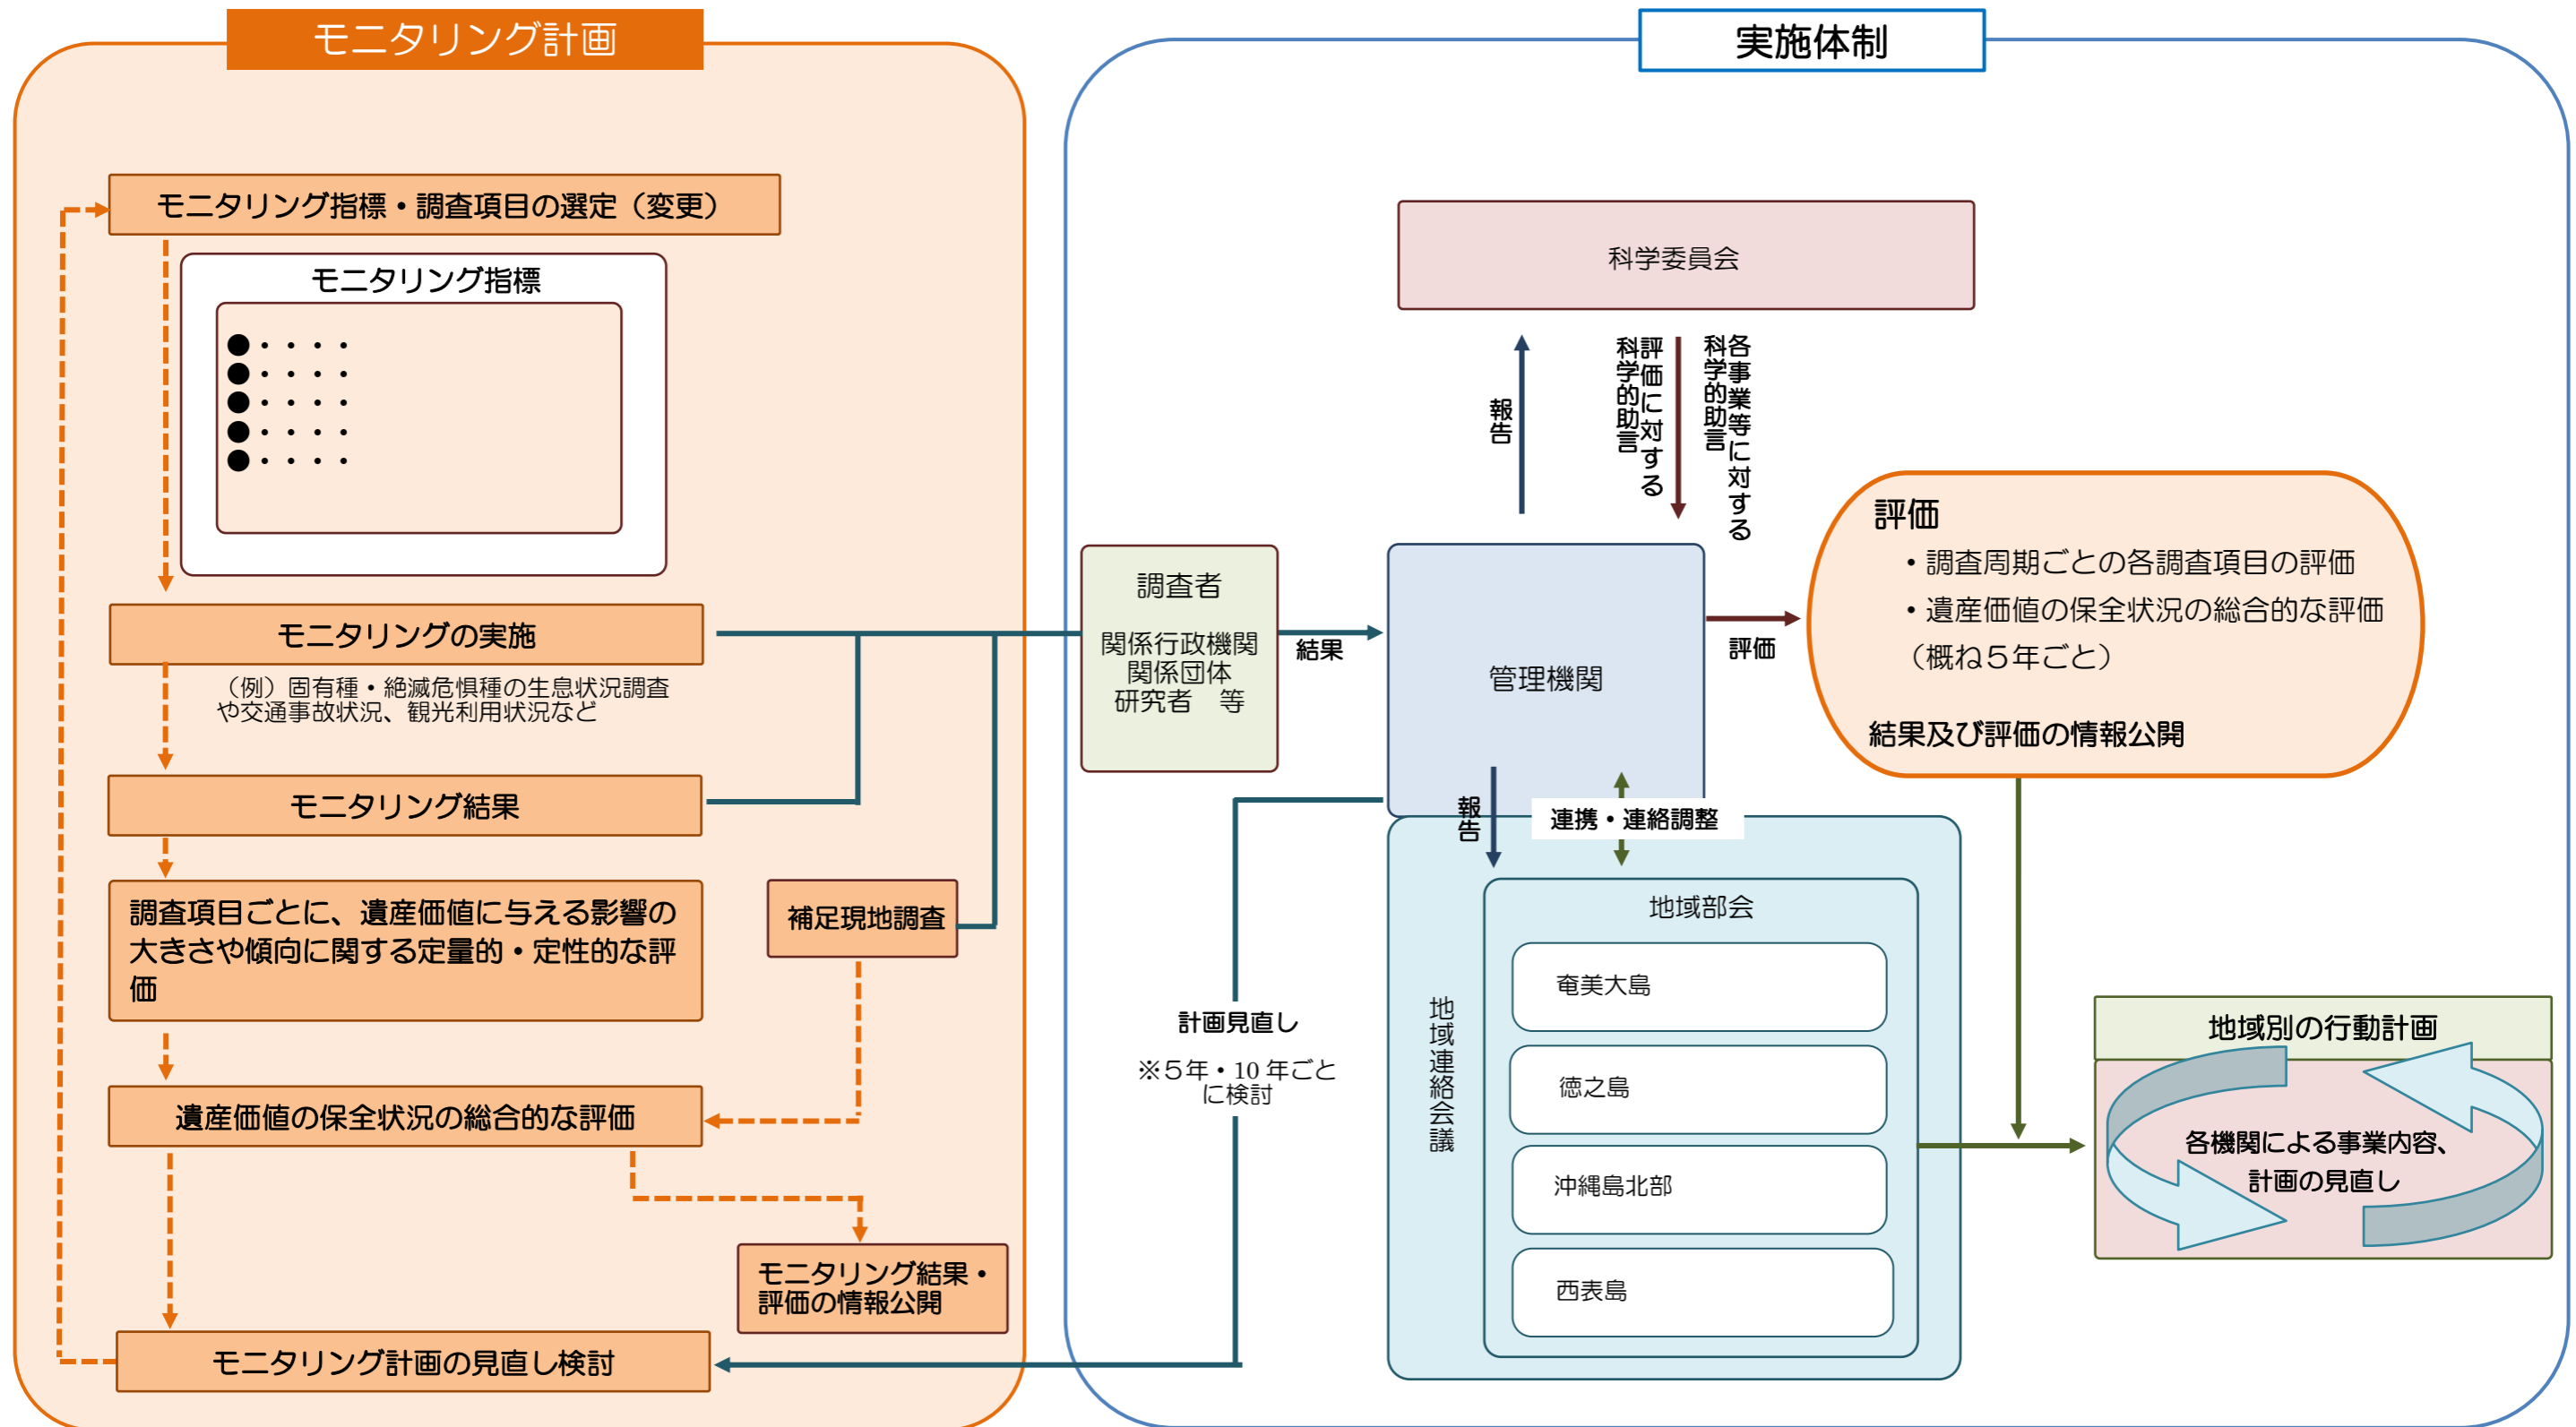 モニタリング計画
モニタリング指標・調査項目の選定（変更）
モニタリング指標
●・・・・
●・・・・
●・・・・
●・・・・
●・・・・
モニタリングの実施
（例）固有種・絶滅危惧種の生息状況調査
や交通事故状況、観光利用状況など
モニタリング結果
調査項目ごとに、遺産価値に与える影響の
大きさや傾向に関する定量的・定性的な評
価
補足現地調査
遺産価値の保全状況の総合的な評価
モニタリング結果・
評価の情報公開
モニタリング計画の見直し検討
実施体制
科学委員会
報告
評価に対する
科学的助言
各事業等に対する
科学的助言
調査者
関係行政機関
関係団体
研究者　等
結果
管理機関
評価
評価
・調査周期ごとの各調査項目の評価
・遺産価値の保全状況の総合的な評価
（概ね５年ごと）
結果及び評価の情報公開
報告
連携・連絡調整
計画見直し
※５年・10 年ごと
に検討
地域連絡会議
地域部会
奄美大島
徳之島
沖縄島北部
西表島
地域別の行動計画
各機関による事業内容、
計画の見直し